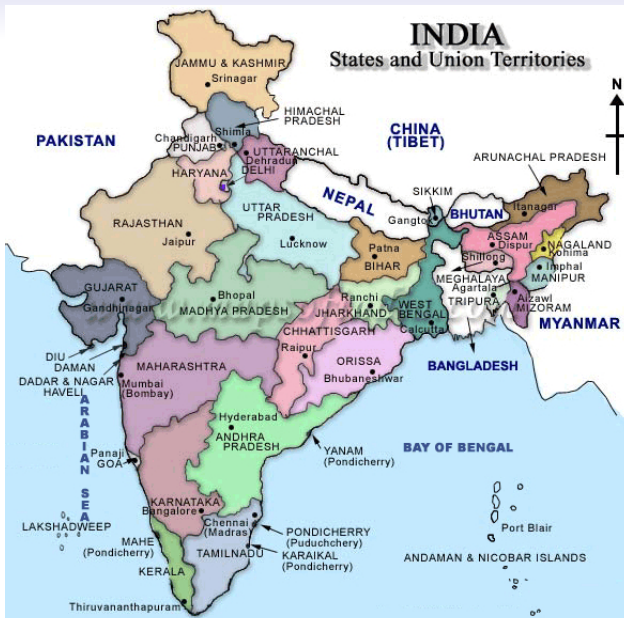 INDIA
States and Union Territories
N
JAMMU & KASHMIR
Srinagar
HIMACHAL
PRADESH
PAKISTAN
CHINA
(TIBET)
Chandigarh
Shimla
PUNJAB
UTTARANCHAL
Dehradun
ARUNACHAL PRADESH
HARYANA
DELHI
NEPAL
SIKKIM
BHUTAN
Itanagar
RAJASTHAN
Jaipur
UTTAR
PRADESH
Lucknow
Gangtok
ASSAM
Dispur
NAGALAND
Kohima
Patna
BIHAR
Shillong
MEGHALAYA
Imphal
MANIPUR
GUJARAT
Gandhinagar
Bhopal
MADHYA PRADESH
Ranchi
JHARKHAND
WEST
BENGAL
Calcutta
Agartala
TRIPURA
Aizawl
MIZORAM
MYANMAR
CHHATTISGARH
Raipur
BANGLADESH
DIU
DAMAN
DADAR & NAGAR
HAVELI
MAHARASHTRA
Mumbai
(Bombay)
ORISSA
Bhubaneshwar
ARABIAN SEA
Hyderabad
ANDHRA
PRADESH
YANAM
(Pondicherry)
BAY OF BENGAL
Panaji
GOA
KARNATAKA
Bangalore
LAKSHADWEEP
Chennai
(Madras)
PONDICHERRY
(Puduchchery)
Port Blair
MAHE
(Pondicherry)
TAMILNADU
KARAIKAL
(Pondicherry)
ANDAMAN & NICOBAR ISLANDS
KERALA
Thiruvananthapuram